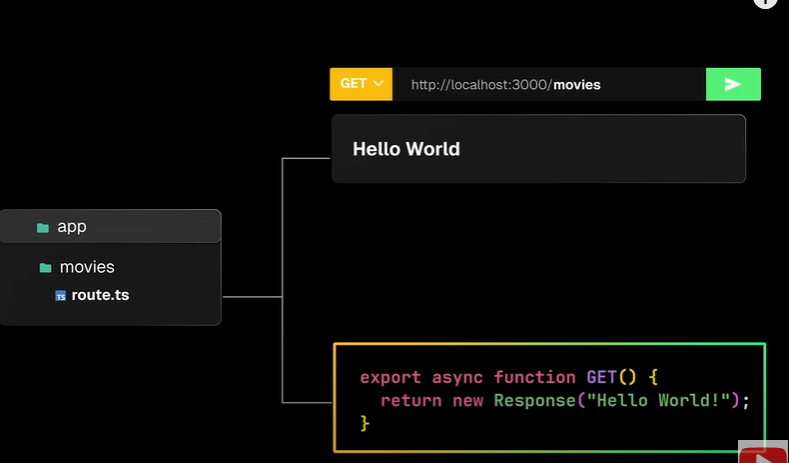 GET http://localhost:3000/movies
Hello World
app
movies
TS route.ts
export async function GET() {
return new Response("Hello World!");
}